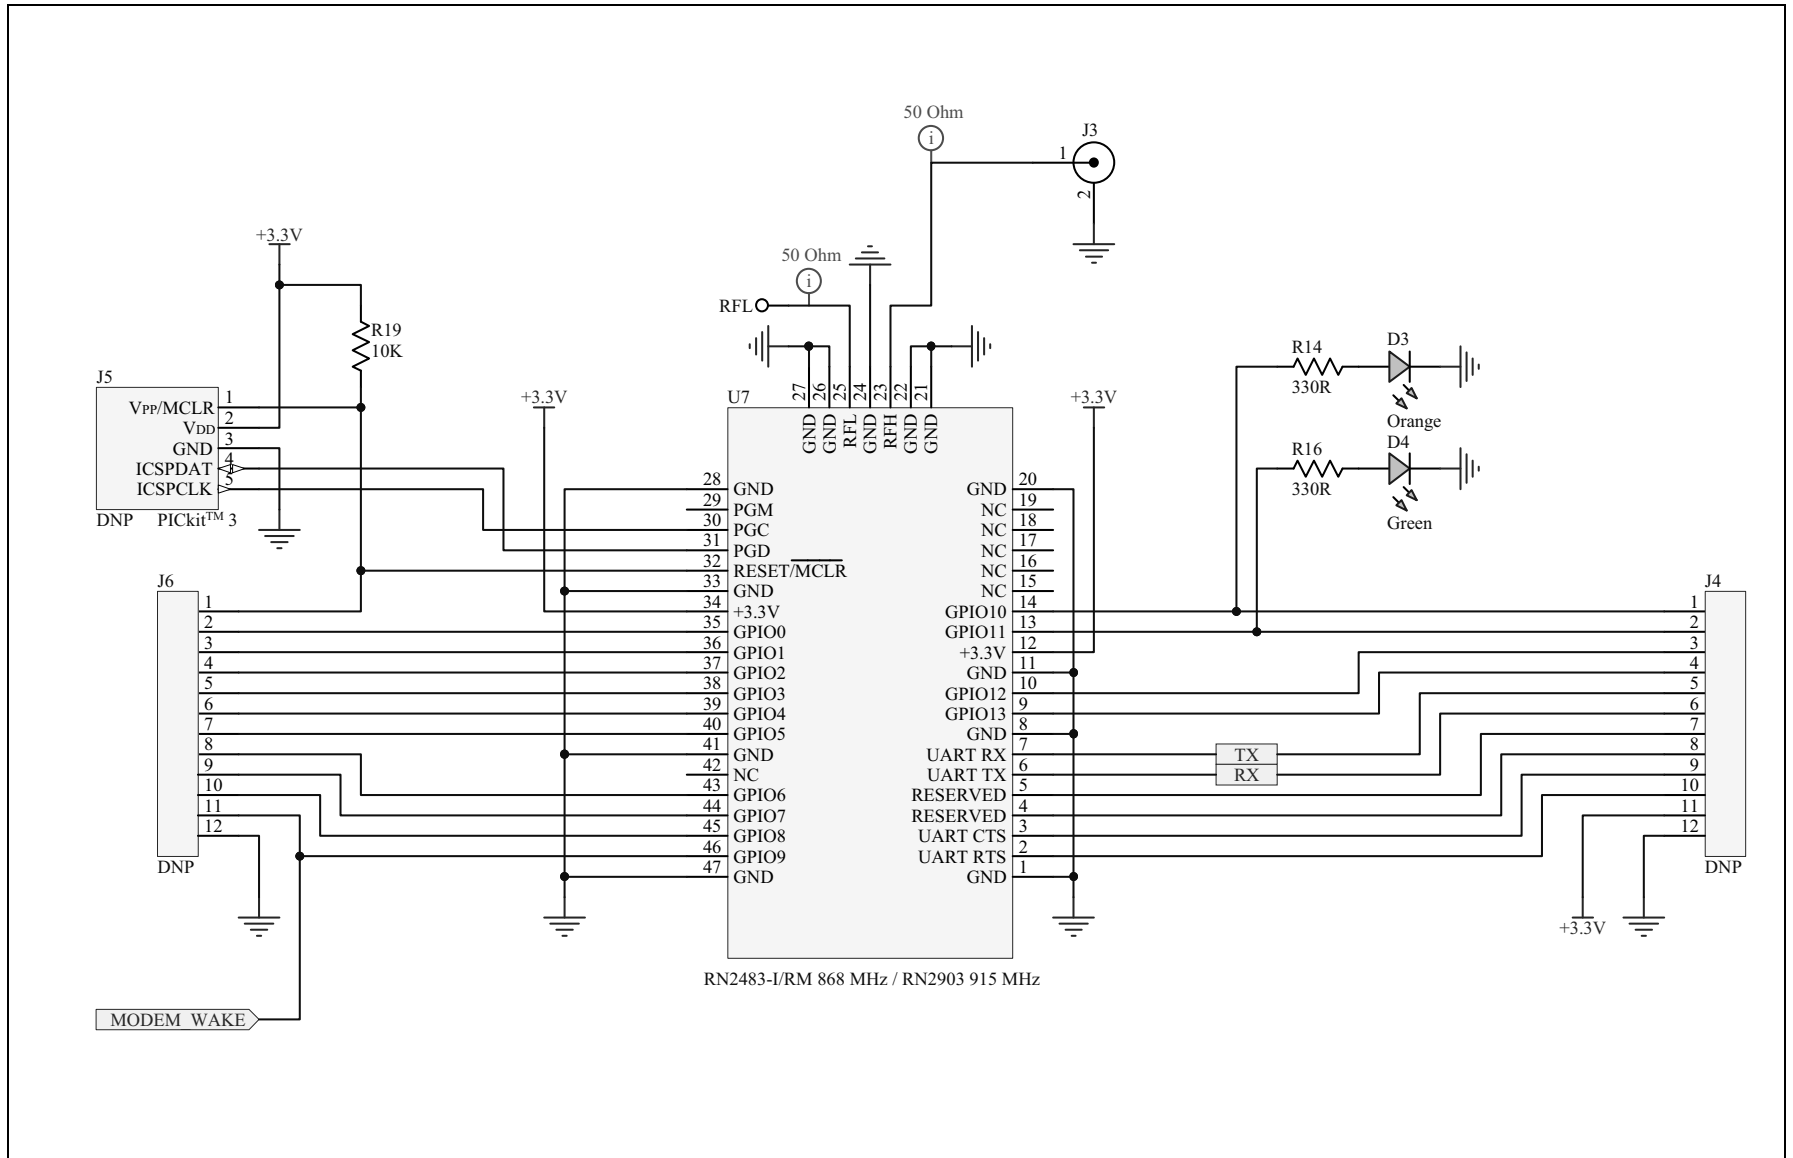 50 Ohm
i
J3
1
2
+3.3V
50 Ohm
i
RFL
R19
10K
J5
VPP/MCLR 1
VDD 2
GND 3
ICSPDAT 4
ICSPCLK 5
DNP PICkit™ 3
+3.3V
U7
27 26 25 24 23 22 21
GND GND RFL GND RFH GND GND
+3.3V
R14
330R
D3
Orange
R16
330R
D4
Green
28 GND
29 PGM
30 PGC
31 PGD
32 RESET/MCLR
33 GND
34 +3.3V
35 GPIO0
36 GPIO1
37 GPIO2
38 GPIO3
39 GPIO4
40 GPIO5
41 GND
42 NC
43 GPIO6
44 GPIO7
45 GPIO8
46 GPIO9
47 GND
GND 20
NC 19
NC 18
NC 17
NC 16
NC 15
GPIO10 14
GPIO11 13
+3.3V 12
GND 11
GPIO12 10
GPIO13 9
GND 8
UART RX 7
UART TX 6
RESERVED 5
RESERVED 4
UART CTS 3
UART RTS 2
GND 1
TX
RX
J6
1
2
3
4
5
6
7
8
9
10
11
12
DNP
J4
1
2
3
4
5
6
7
8
9
10
11
12
DNP
+3.3V
RN2483-I/RM 868 MHz / RN2903 915 MHz
MODEM_WAKE